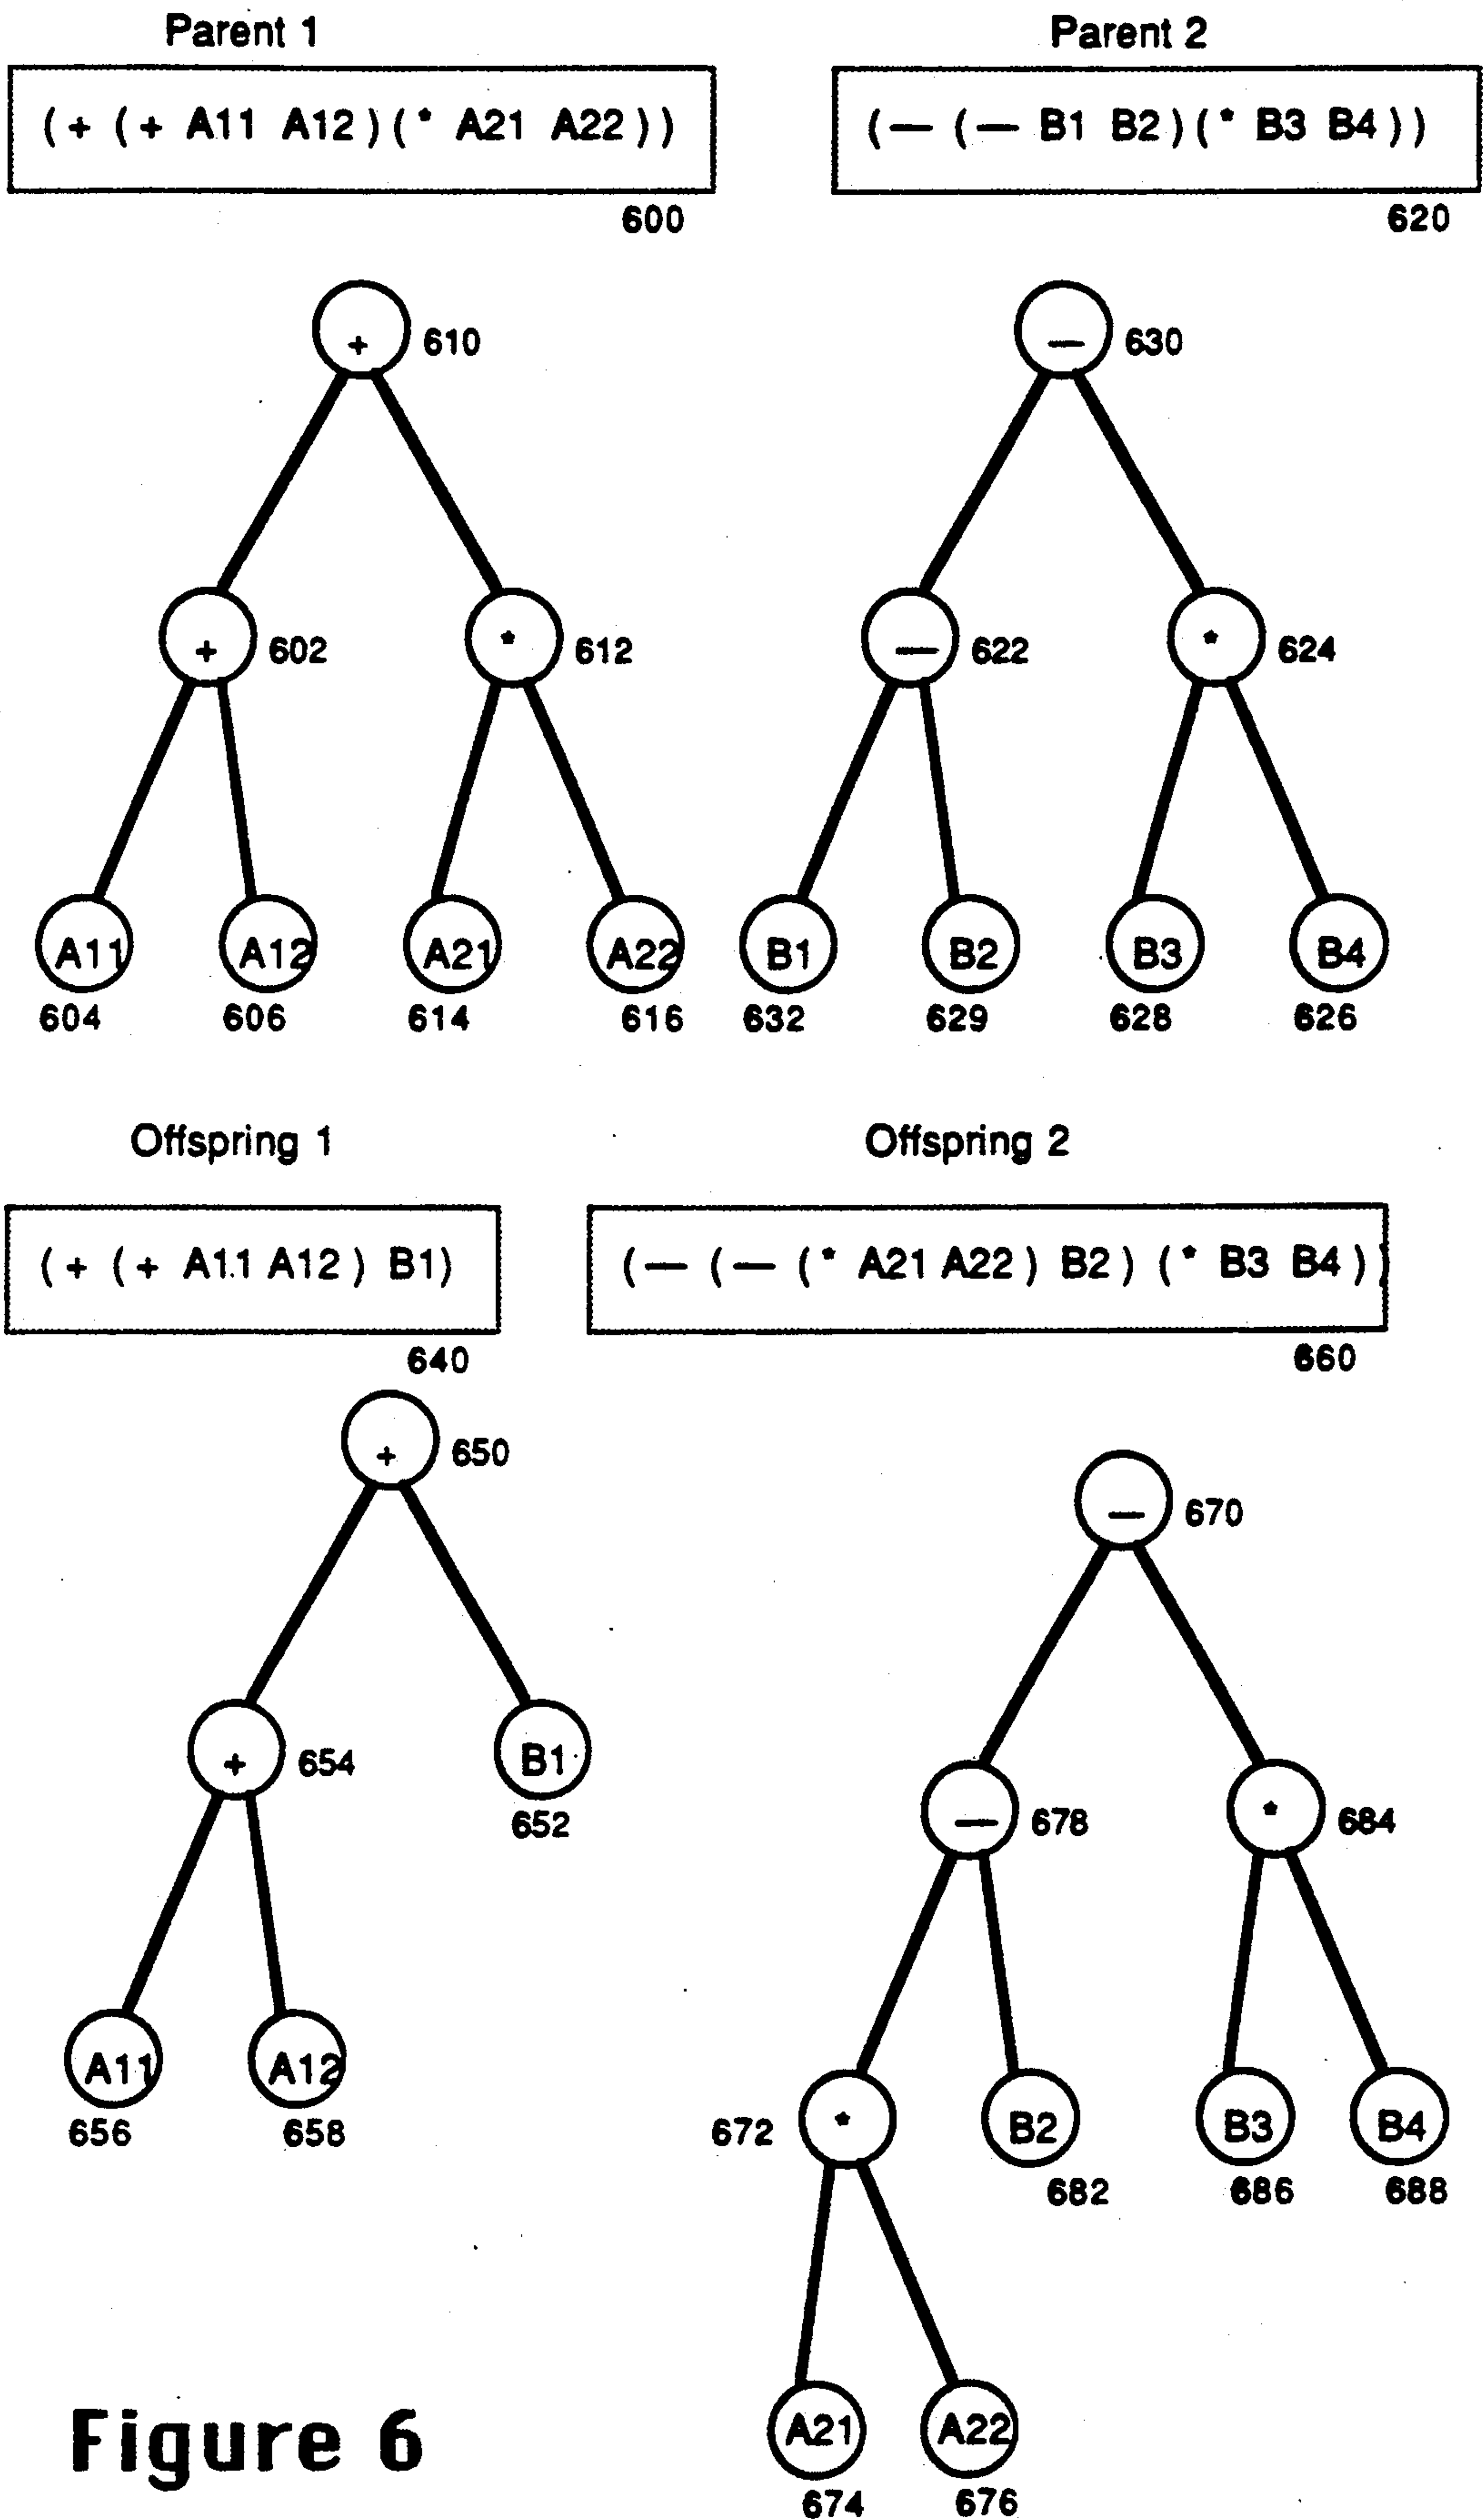 Parent 1 Parent 2
( + ( + A11 A12 ) ( * A21 A22 ) ) ( — ( — B1 B2 ) ( * B3 B4 ) )
600 620
+ 610 — 630
+ 602 * 612 — 622 * 624
A11 A12 A21 A22 B1 B2 B3 B4
604 606 614 616 632 629 628 626
Offspring 1 Offspring 2
( + ( + A11 A12 ) B1 ) ( — ( — ( * A21 A22 ) B2 ) ( * B3 B4 ) )
640 660
+ 650
— 670
+ 654 B1
652
— 678 * 684
A11 A12
656 658
672 * B2 B3 B4
682 686 688
A21 A22
674 676
Figure 6